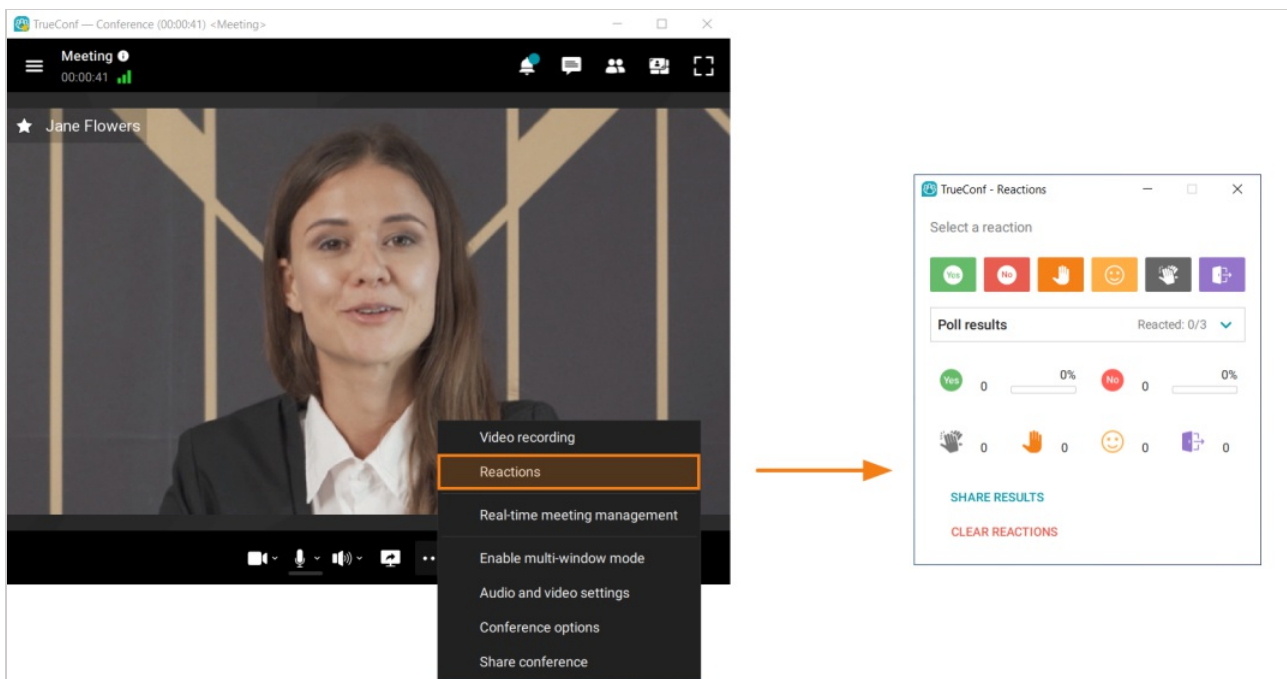 TrueConf — Conference (00:00:41) <Meeting>
Meeting
00:00:41
Jane Flowers
Video recording
Reactions
Real-time meeting management
Enable multi-window mode
Audio and video settings
Conference options
Share conference
TrueConf - Reactions
Select a reaction
Yes No
Poll results Reacted: 0/3
Yes 0 0% No 0 0%
0 0 0 0
SHARE RESULTS
CLEAR REACTIONS